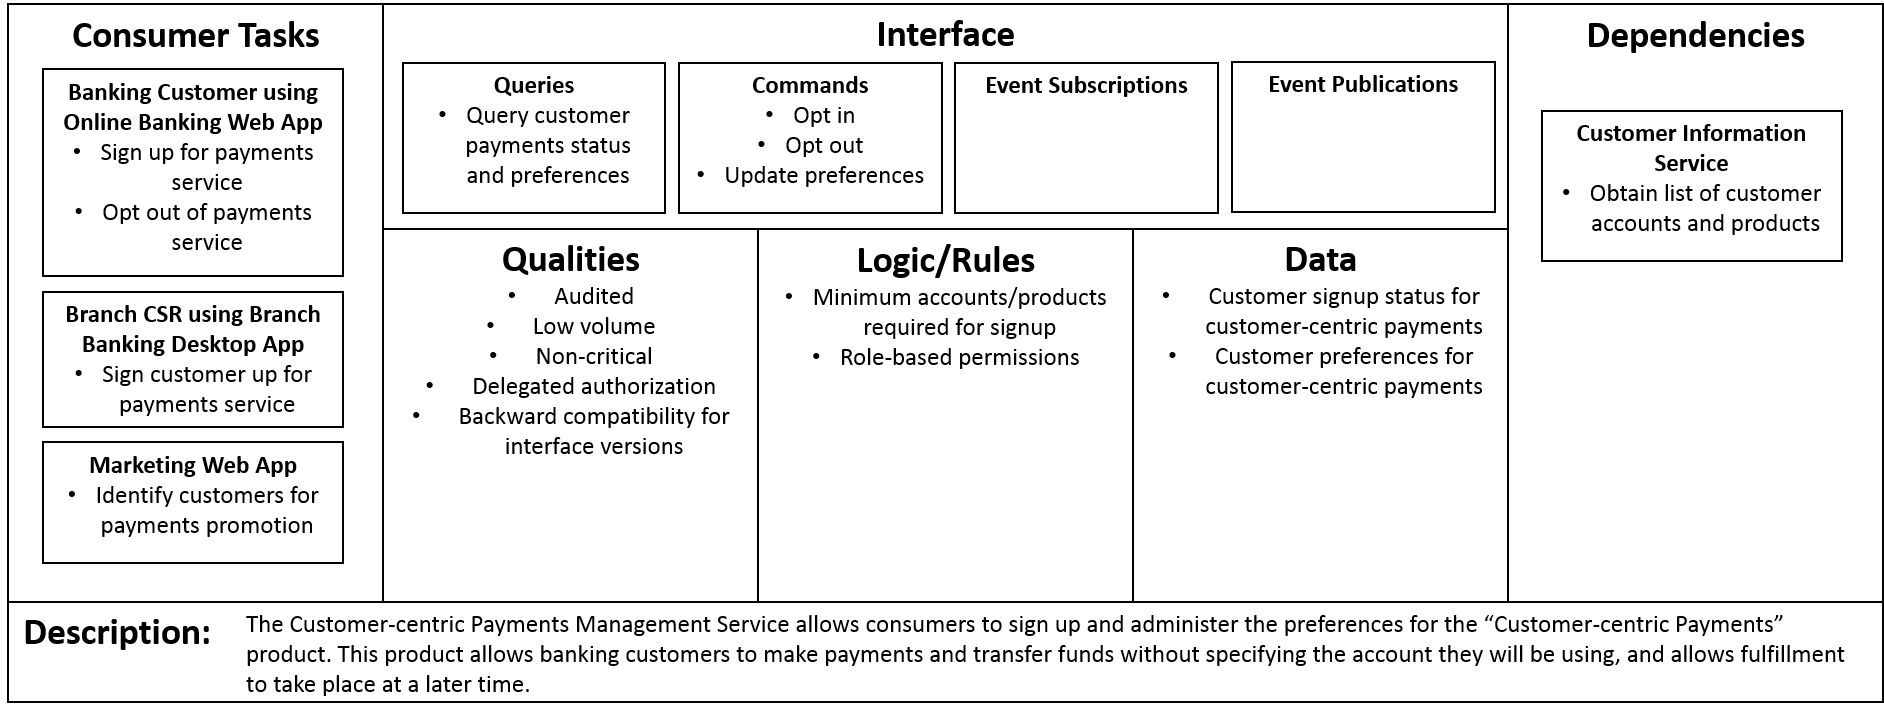 Consumer Tasks
Banking Customer using
Online Banking Web App
• Sign up for payments
service
• Opt out of payments
service
Branch CSR using Branch
Banking Desktop App
• Sign customer up for
payments service
Marketing Web App
• Identify customers for
payments promotion
Interface
Queries
• Query customer
payments status
and preferences
Commands
• Opt in
• Opt out
• Update preferences
Event Subscriptions
Event Publications
Qualities
• Audited
• Low volume
• Non-critical
• Delegated authorization
• Backward compatibility for
interface versions
Logic/Rules
• Minimum accounts/products
required for signup
• Role-based permissions
Data
• Customer signup status for
customer-centric payments
• Customer preferences for
customer-centric payments
Dependencies
Customer Information
Service
• Obtain list of customer
accounts and products
Description:
The Customer-centric Payments Management Service allows consumers to sign up and administer the preferences for the “Customer-centric Payments”
product. This product allows banking customers to make payments and transfer funds without specifying the account they will be using, and allows fulfillment
to take place at a later time.